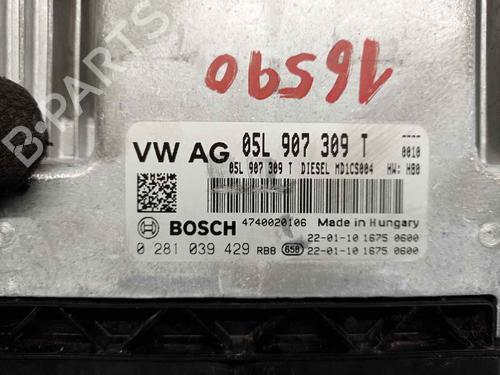 16590
B-PARTS
VW AG 05L 907 309 T
05L 907 309 T DIESEL MD1CS004 HW: H80
0010
BOSCH 4740020106 Made in Hungary
0 281 039 429 RB8 658 22-01-10 1675 0600
22-01-10 1675 0600